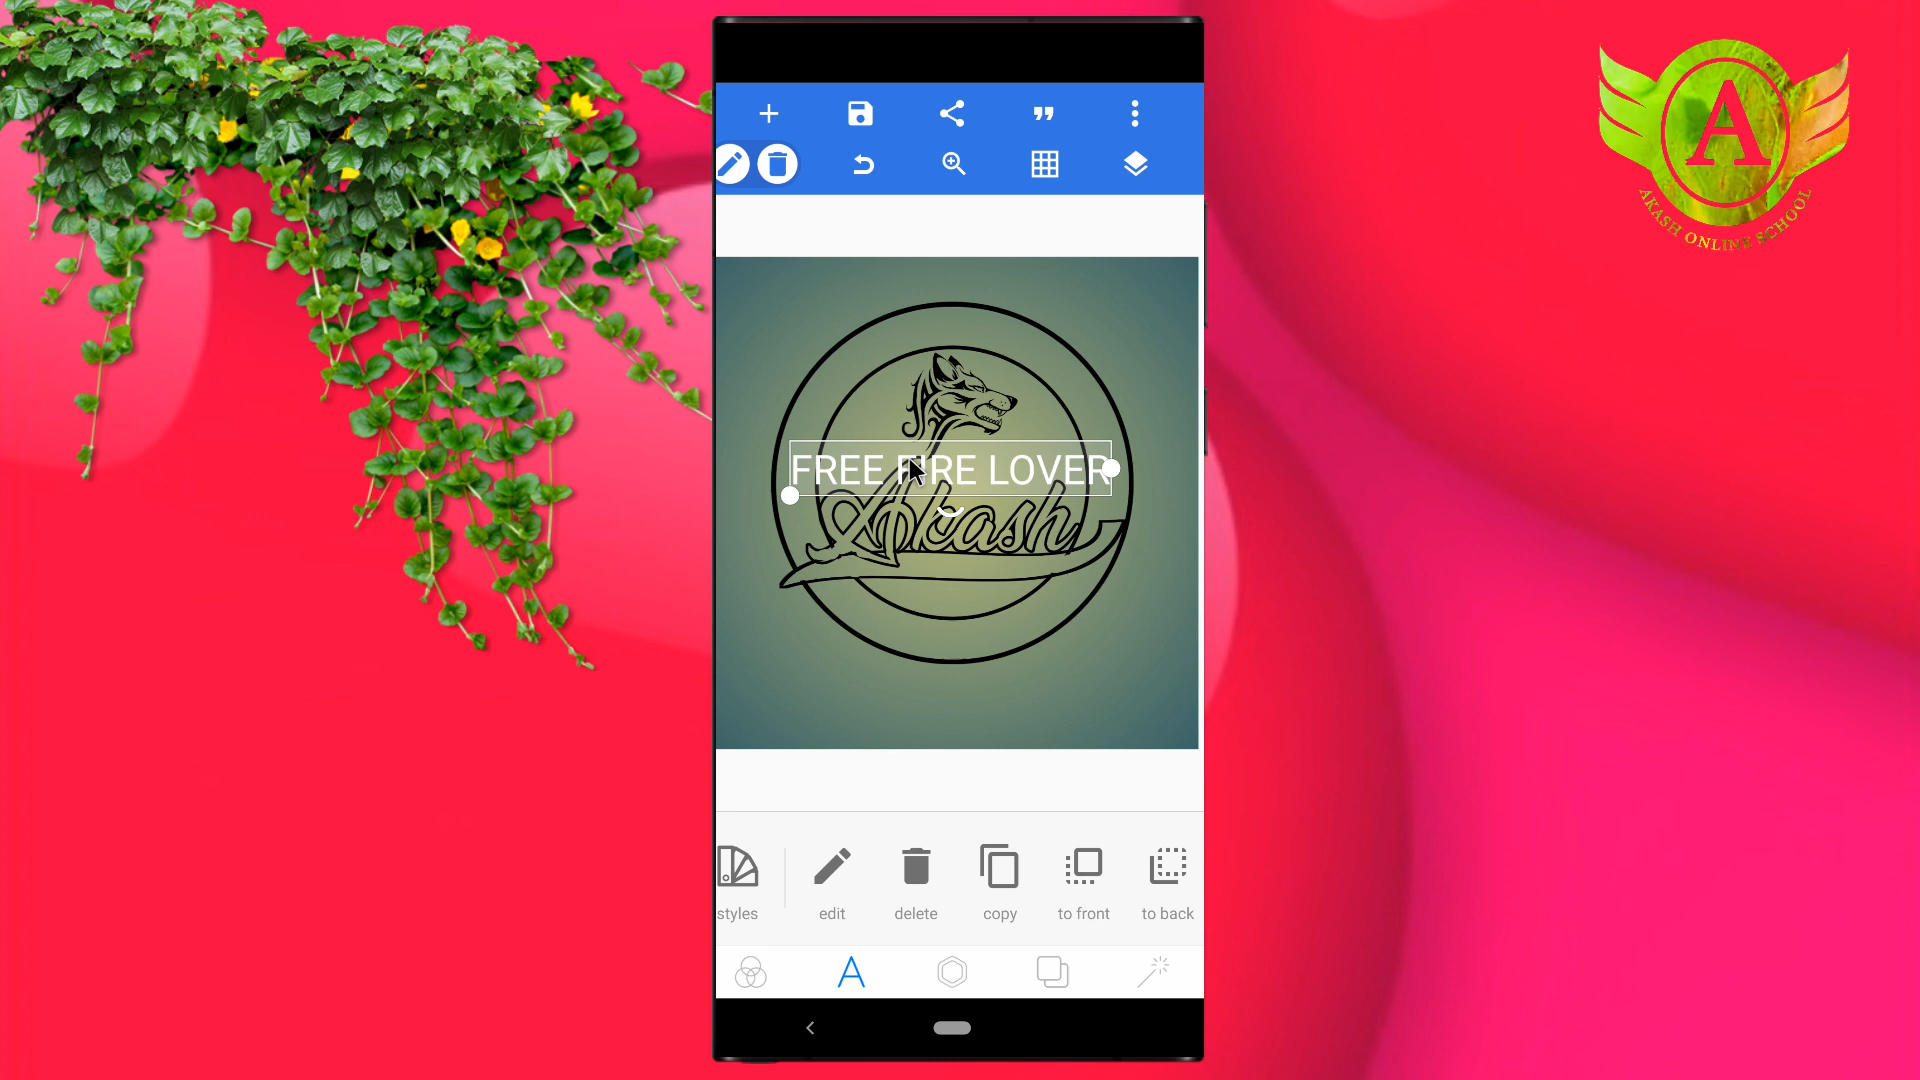 A
AKASH ONLINE SCHOOL
FREE FIRE LOVER
Akash
styles
edit
delete
copy
to front
to back